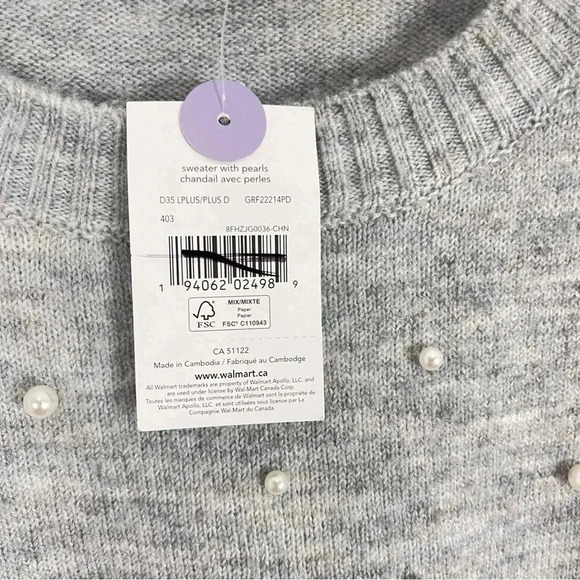 sweater with pearls
chandail avec perles
D35 LPLUS/PLUS D GRF22214PD
403
8FHZJG0036-CHN
1 94062 02498 9
FSC
MIX/MIXTE
Paper
Papier
FSC® C110943
CA 51122
Made in Cambodia / Fabriqué au Cambodge
www.walmart.ca
All Walmart trademarks are property of Walmart Apollo, LLC. and
are used under license by Wal-Mart Canada Corp.
Toutes les marques de commerce de Walmart sont la propriété de
Walmart Apollo, LLC. et sont utilisées sous licence par La
Compagnie Wal-Mart du Canada.